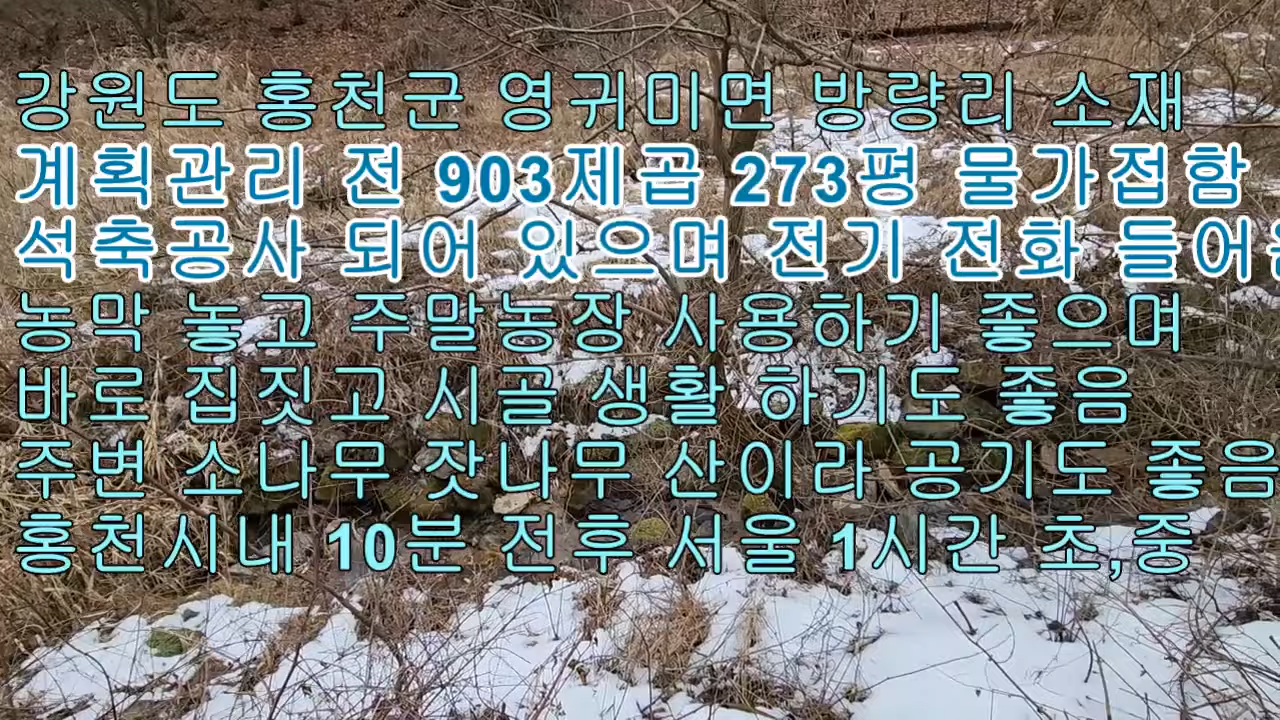 강원도 홍천군 영귀미면 방량리 소재
계획관리 전 903제곱 273평 물가접함
석축공사 되어 있으며 전기 전화 들어
농막 놓고 주말농장 사용하기 좋으며
바로 집짓고 시골 생활 하기도 좋음
주변 소나무 잣나무 산이라 공기도 좋음
홍천시내 10분 전후 서울 1시간 초,중